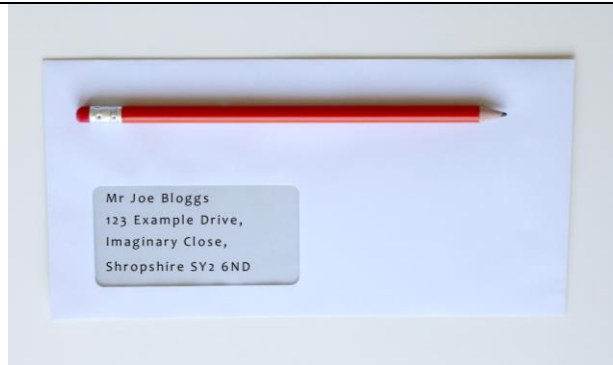 Mr Joe Bloggs
123 Example Drive,
Imaginary Close,
Shropshire SY2 6ND